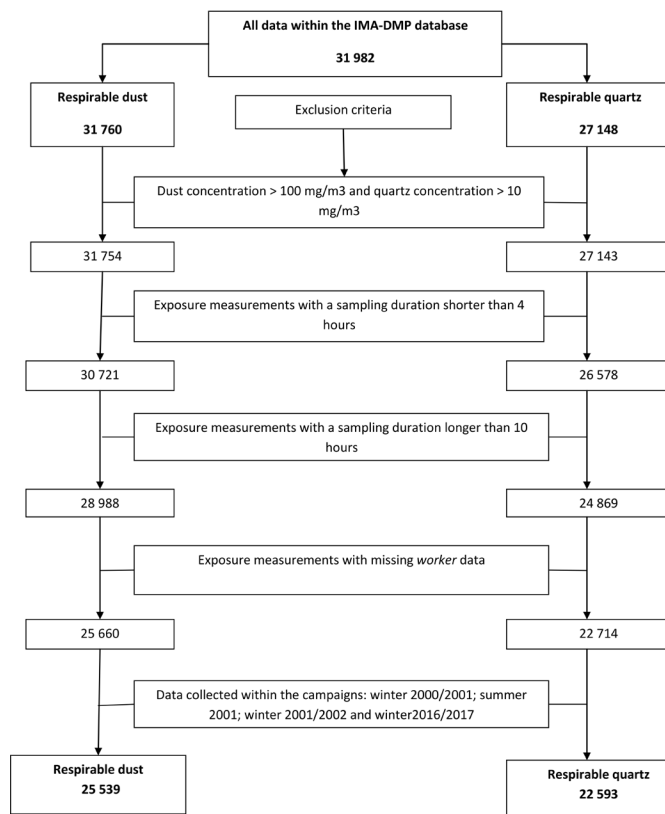 All data within the IMA-DMP database
31 982
Respirable dust
31 760
Exclusion criteria
Respirable quartz
27 148
Dust concentration > 100 mg/m3 and quartz concentration > 10
mg/m3
31 754
27 143
Exposure measurements with a sampling duration shorter than 4
hours
30 721
26 578
Exposure measurements with a sampling duration longer than 10
hours
28 988
24 869
Exposure measurements with missing worker data
25 660
22 714
Data collected within the campaigns: winter 2000/2001; summer
2001; winter 2001/2002 and winter2016/2017
Respirable dust
25 539
Respirable quartz
22 593